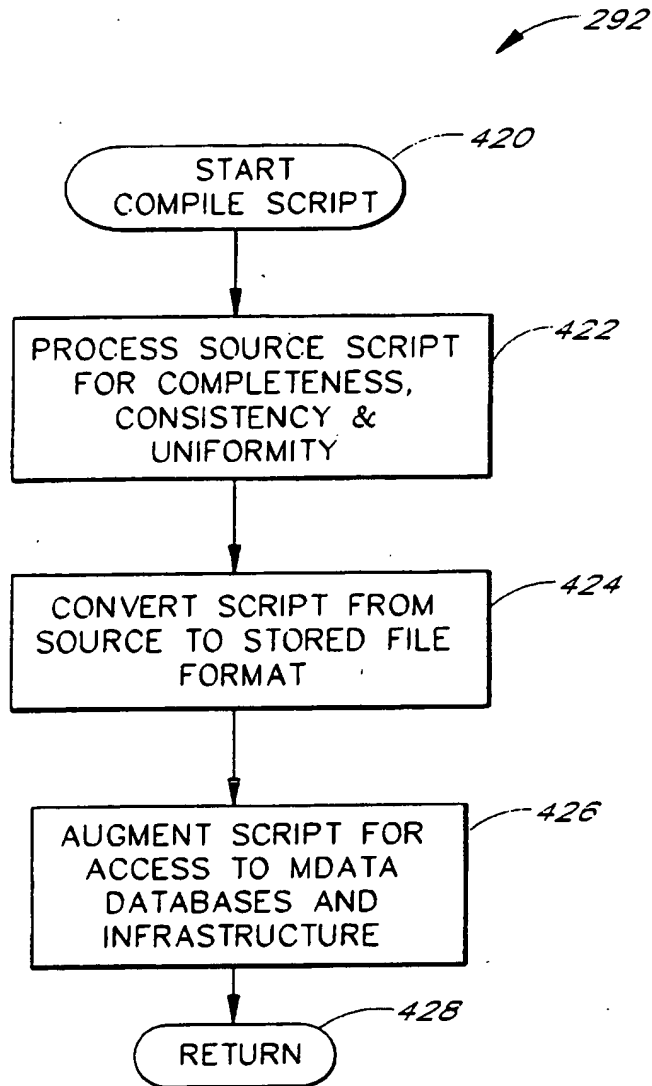 292
420
START
COMPILE SCRIPT
422
PROCESS SOURCE SCRIPT
FOR COMPLETENESS,
CONSISTENCY &
UNIFORMITY
424
CONVERT SCRIPT FROM
SOURCE TO STORED FILE
FORMAT
426
AUGMENT SCRIPT FOR
ACCESS TO MDATA
DATABASES AND
INFRASTRUCTURE
428
RETURN